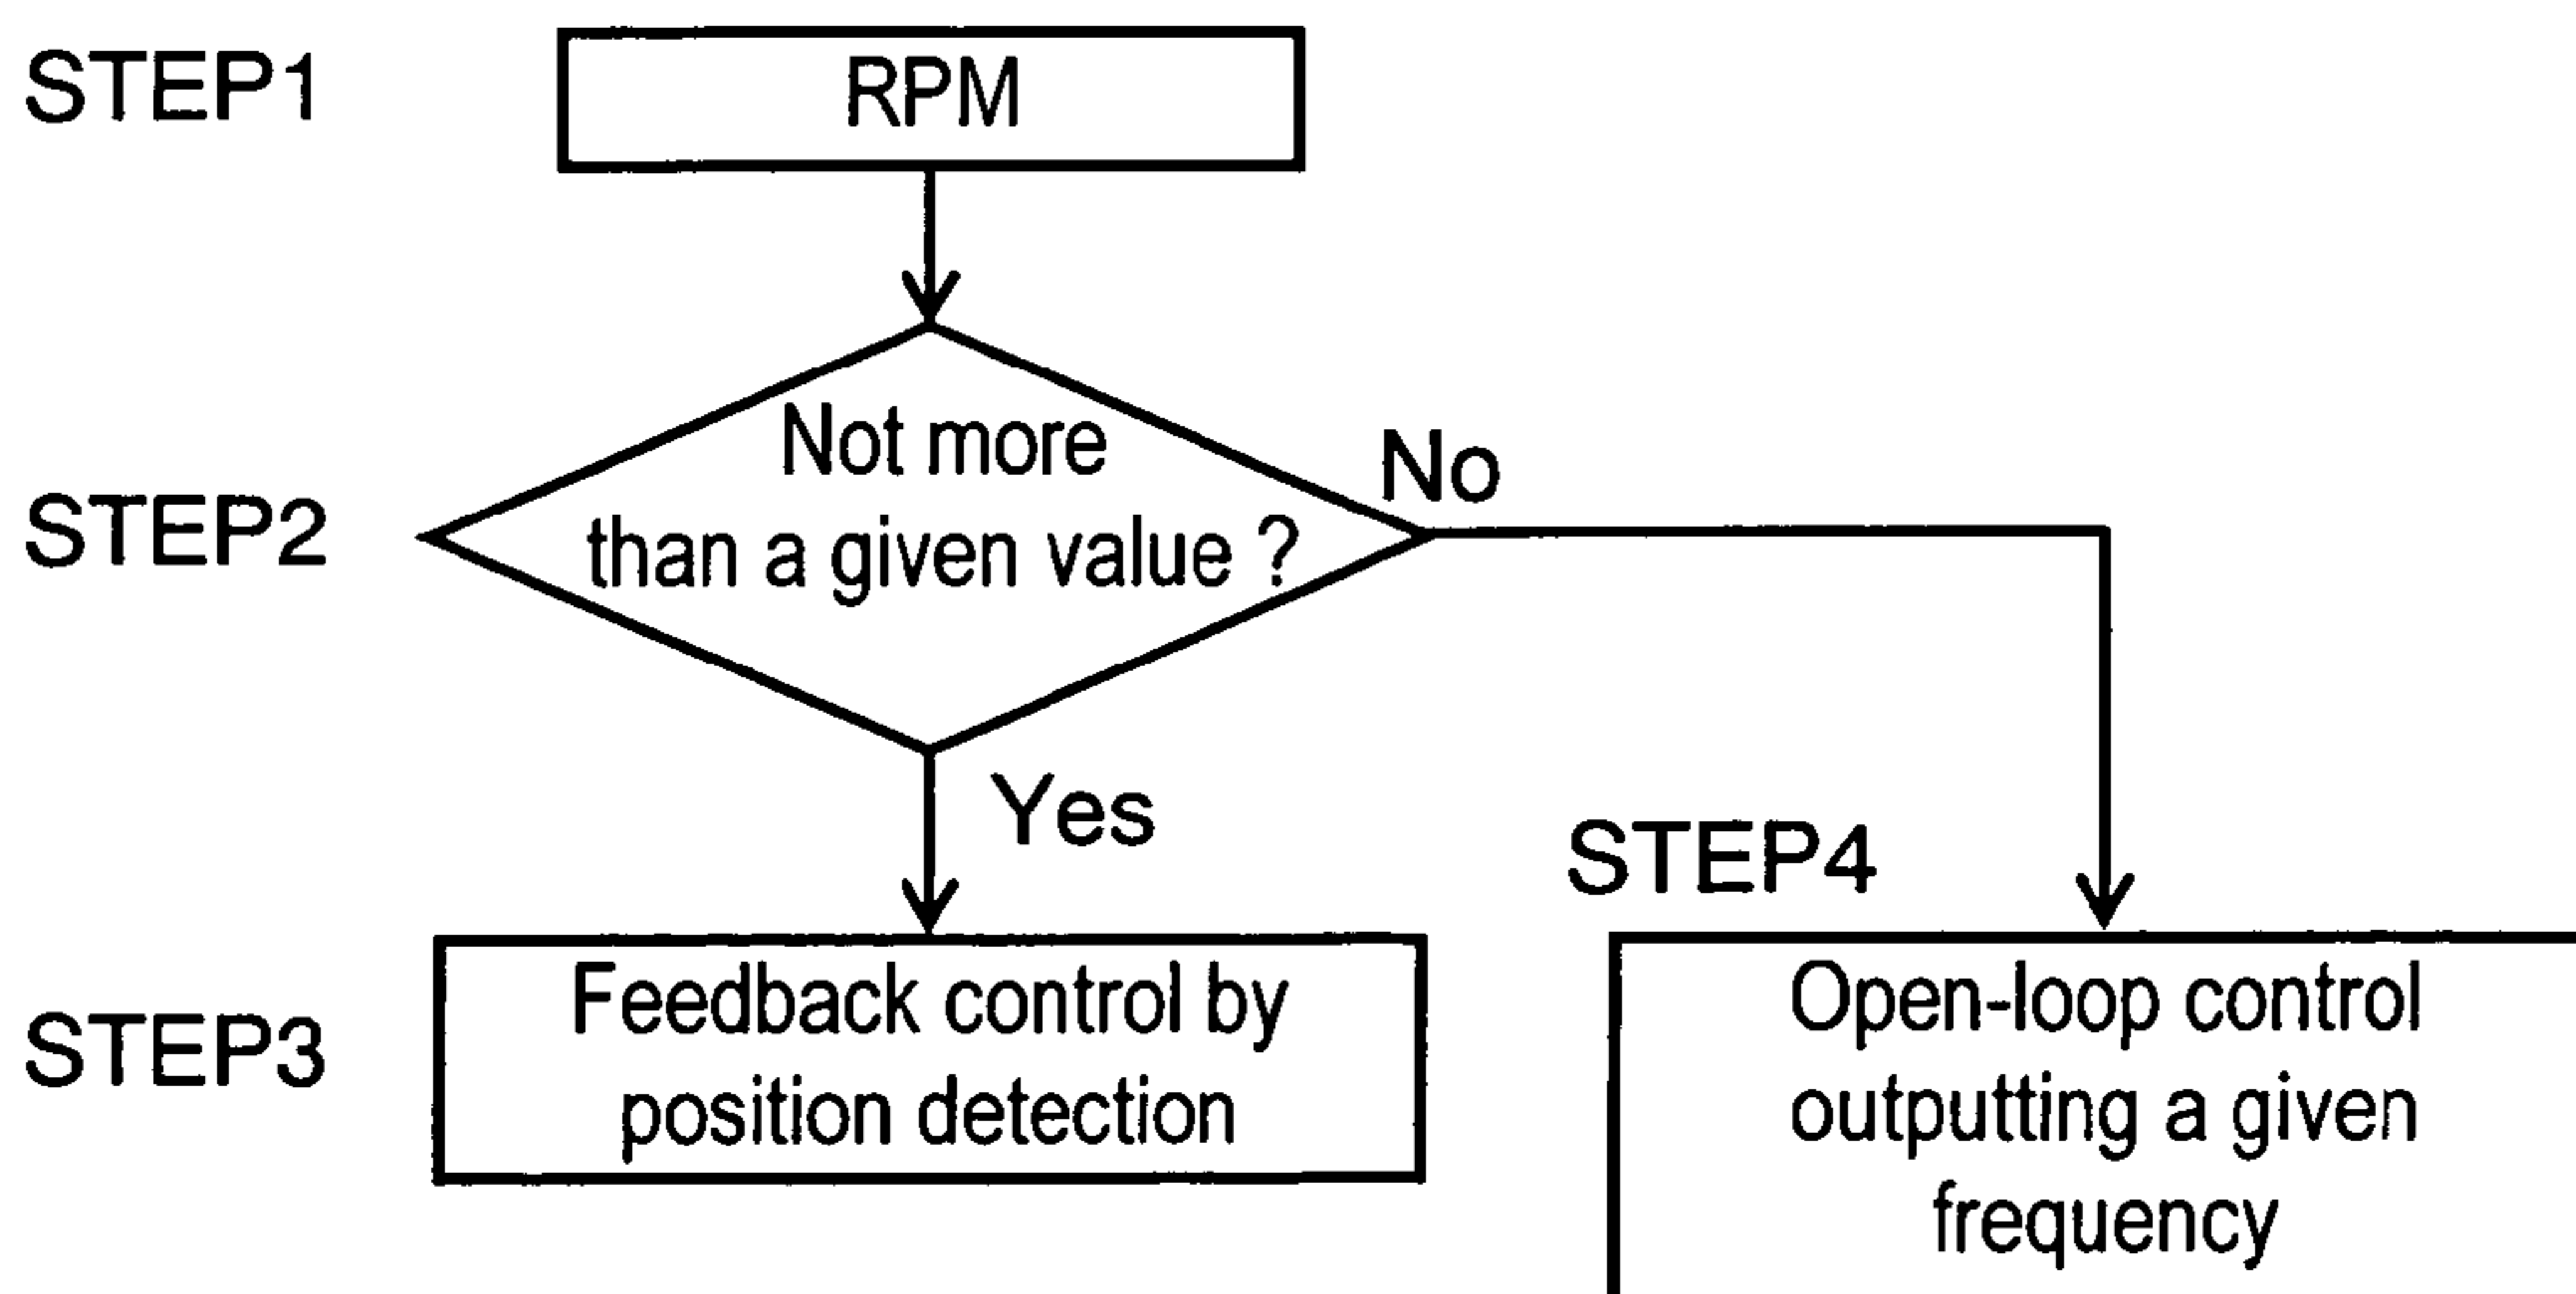 STEP1
RPM
STEP2
Not more
than a given value ?
No
Yes
STEP3
Feedback control by
position detection
STEP4
Open-loop control
outputting a given
frequency